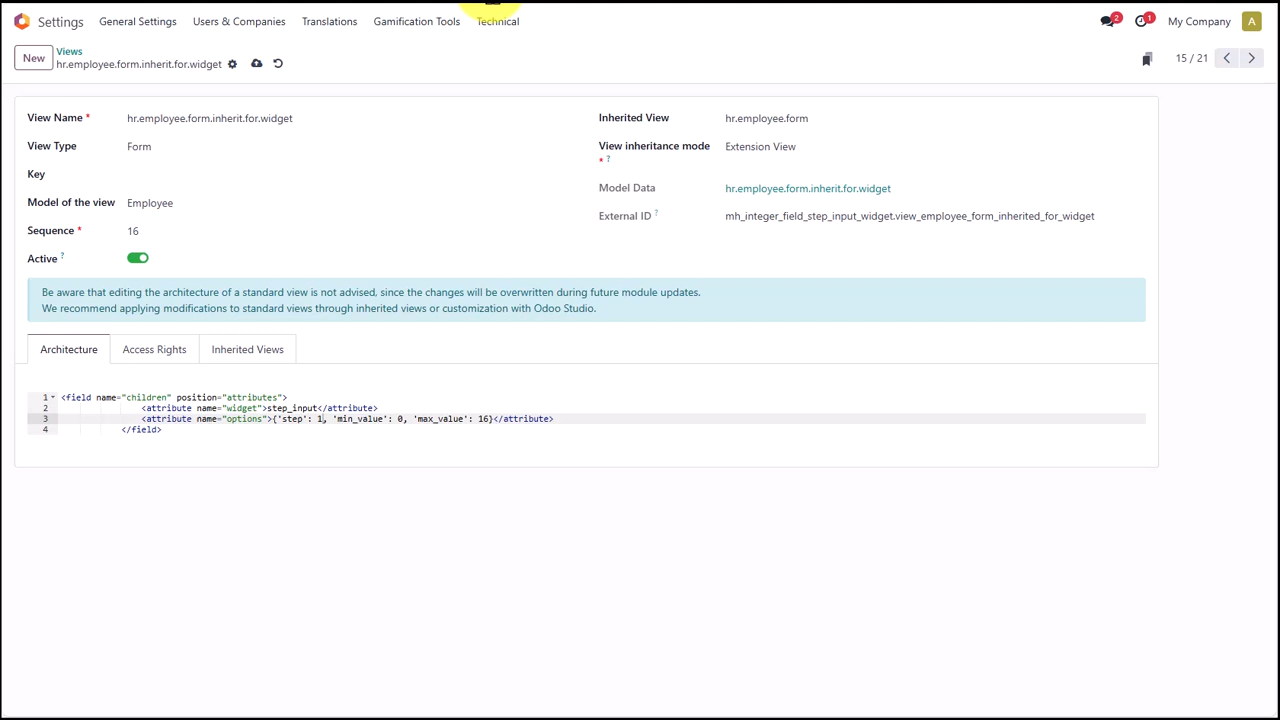 Settings General Settings Users & Companies Translations Gamification Tools Technical 2 1 My Company A
New Views
hr.employee.form.inherit.for.widget 15 / 21
View Name * hr.employee.form.inherit.for.widget Inherited View hr.employee.form
View Type Form View inheritance mode * ? Extension View
Key
Model Data hr.employee.form.inherit.for.widget
Model of the view Employee
External ID ? mh_integer_field_step_input_widget.view_employee_form_inherited_for_widget
Sequence * 16
Active ?
Be aware that editing the architecture of a standard view is not advised, since the changes will be overwritten during future module updates.
We recommend applying modifications to standard views through inherited views or customization with Odoo Studio.
Architecture Access Rights Inherited Views
1 <field name="children" position="attributes">
2 <attribute name="widget">step_input</attribute>
3 <attribute name="options">{'step': 1, 'min_value': 0, 'max_value': 16}</attribute>
4 </field>